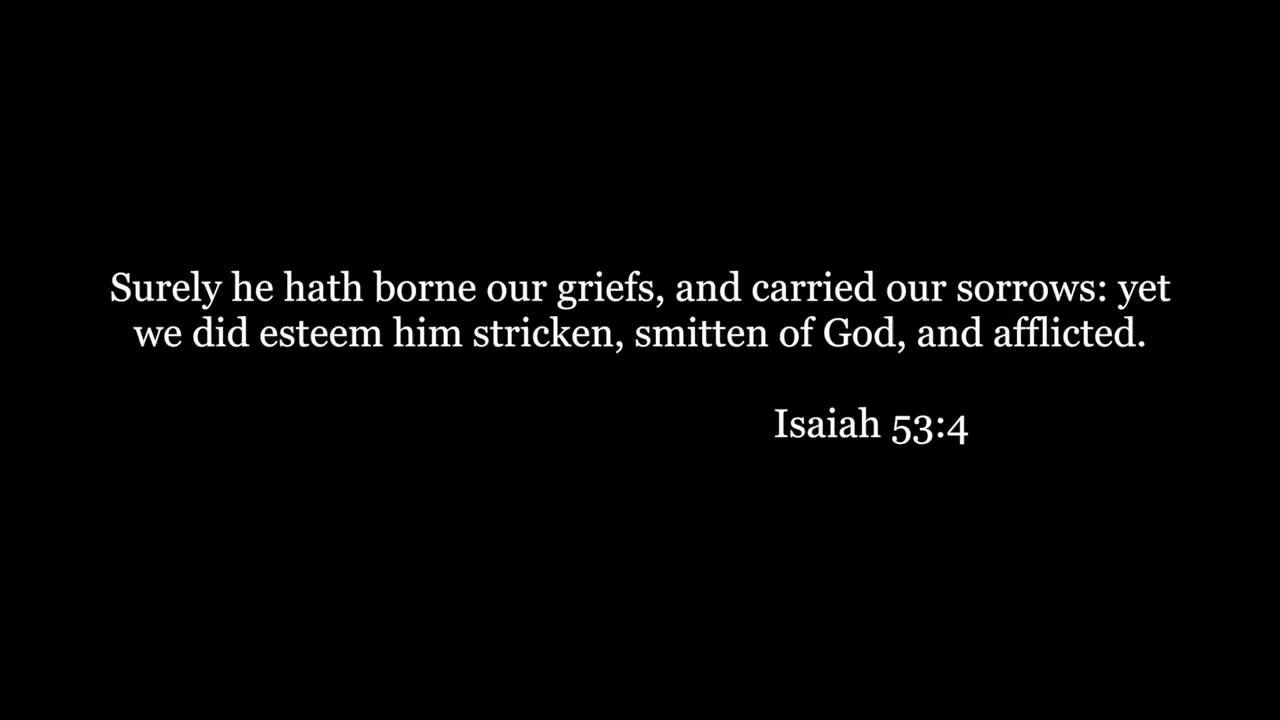 Surely he hath borne our griefs, and carried our sorrows: yet
we did esteem him stricken, smitten of God, and afflicted.
Isaiah 53:4